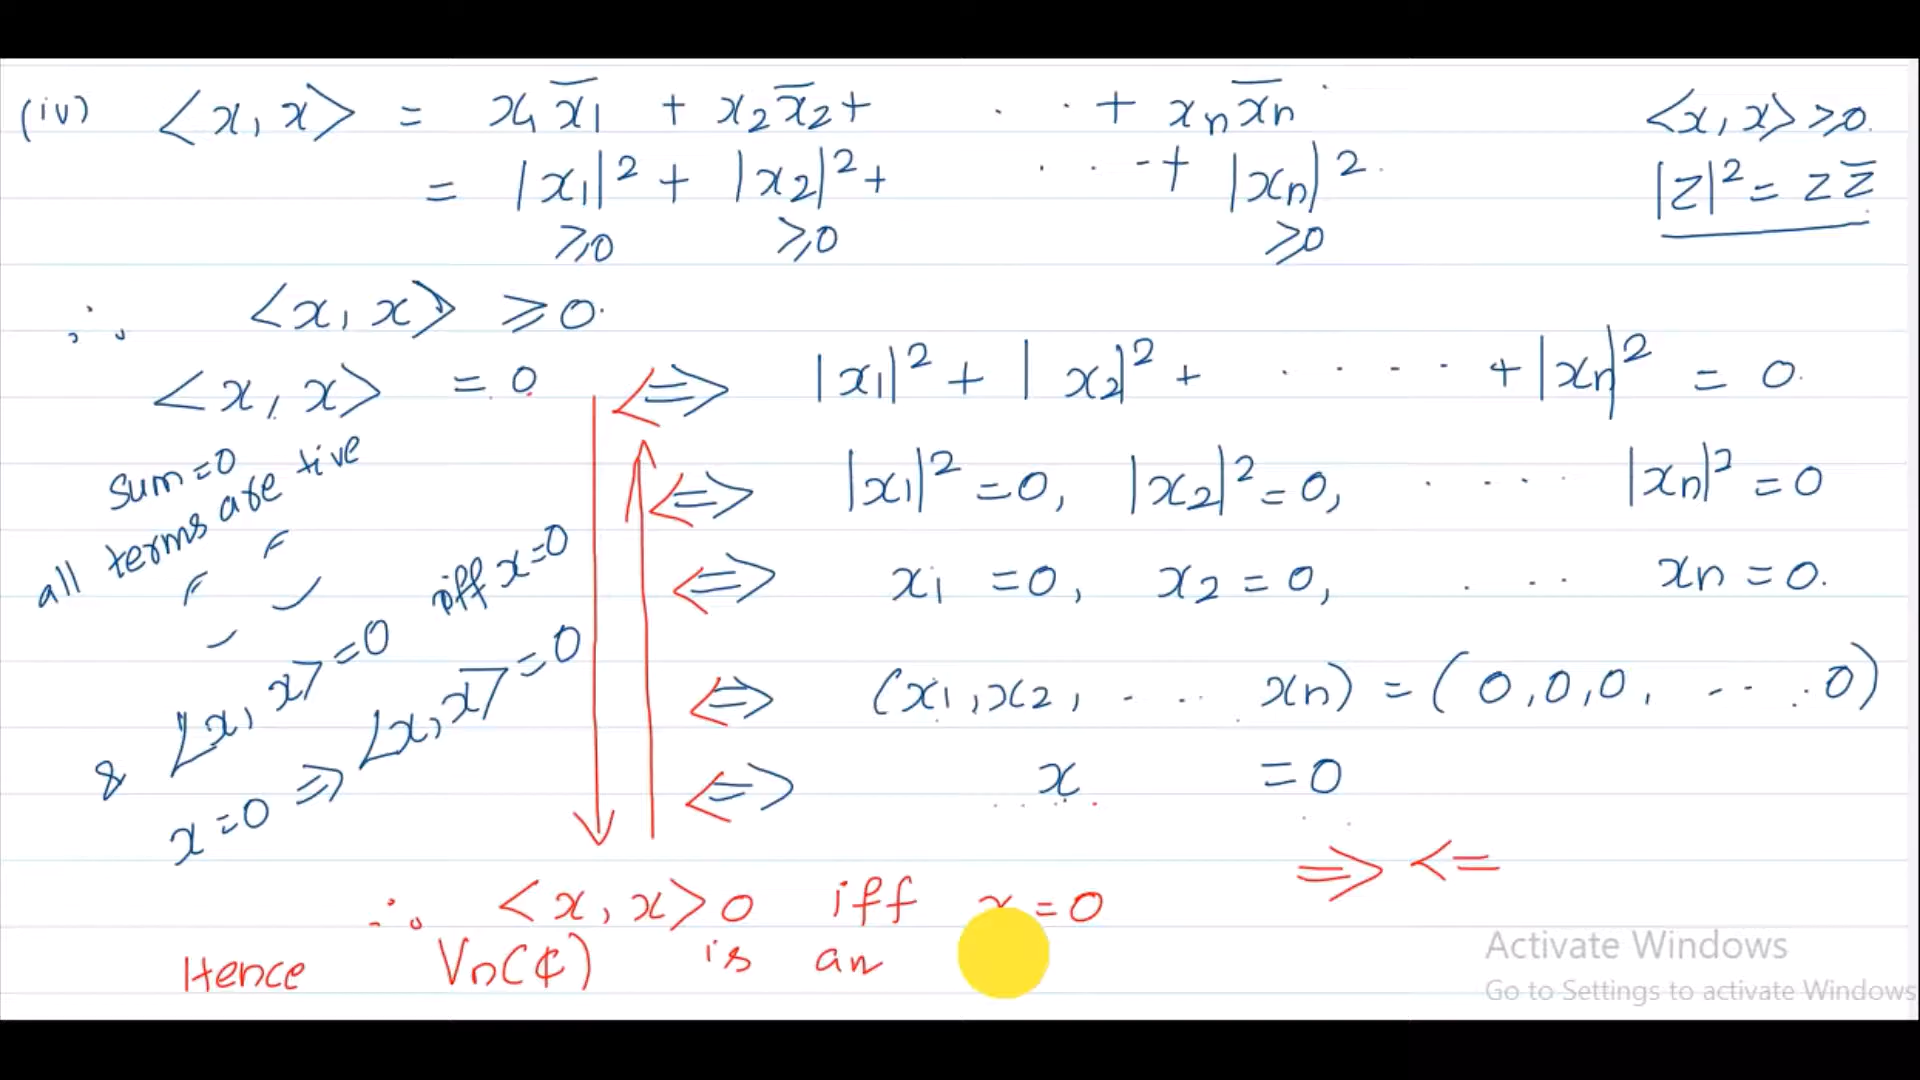 (iv) <x, x> = x₁x̅₁ + x₂x̅₂ + . . . + xₙx̅ₙ
<x, x> ≥ 0.
= |x₁|² + |x₂|² + . . . + |xₙ|².
|z|² = z z̅
≥0 ≥0 ≥0
∴ <x, x> ≥ 0.
<x, x> = 0 <=> |x₁|² + |x₂|² + . . . . . + |xₙ|² = 0.
<=> |x₁|² = 0, |x₂|² = 0, . . . . |xₙ|² = 0
<=> x₁ = 0, x₂ = 0, . . . xₙ = 0.
<=> (x₁, x₂, . . . xₙ) = (0, 0, 0, . . . . 0)
<=> x = 0
Sum = 0
all terms are tive
& <x, x> = 0 iff x = 0
x = 0 => <x, x> = 0
=> <=
∴ <x, x> 0 iff x = 0
Hence Vₙ(₵) is an
Activate Windows
Go to Settings to activate Windows